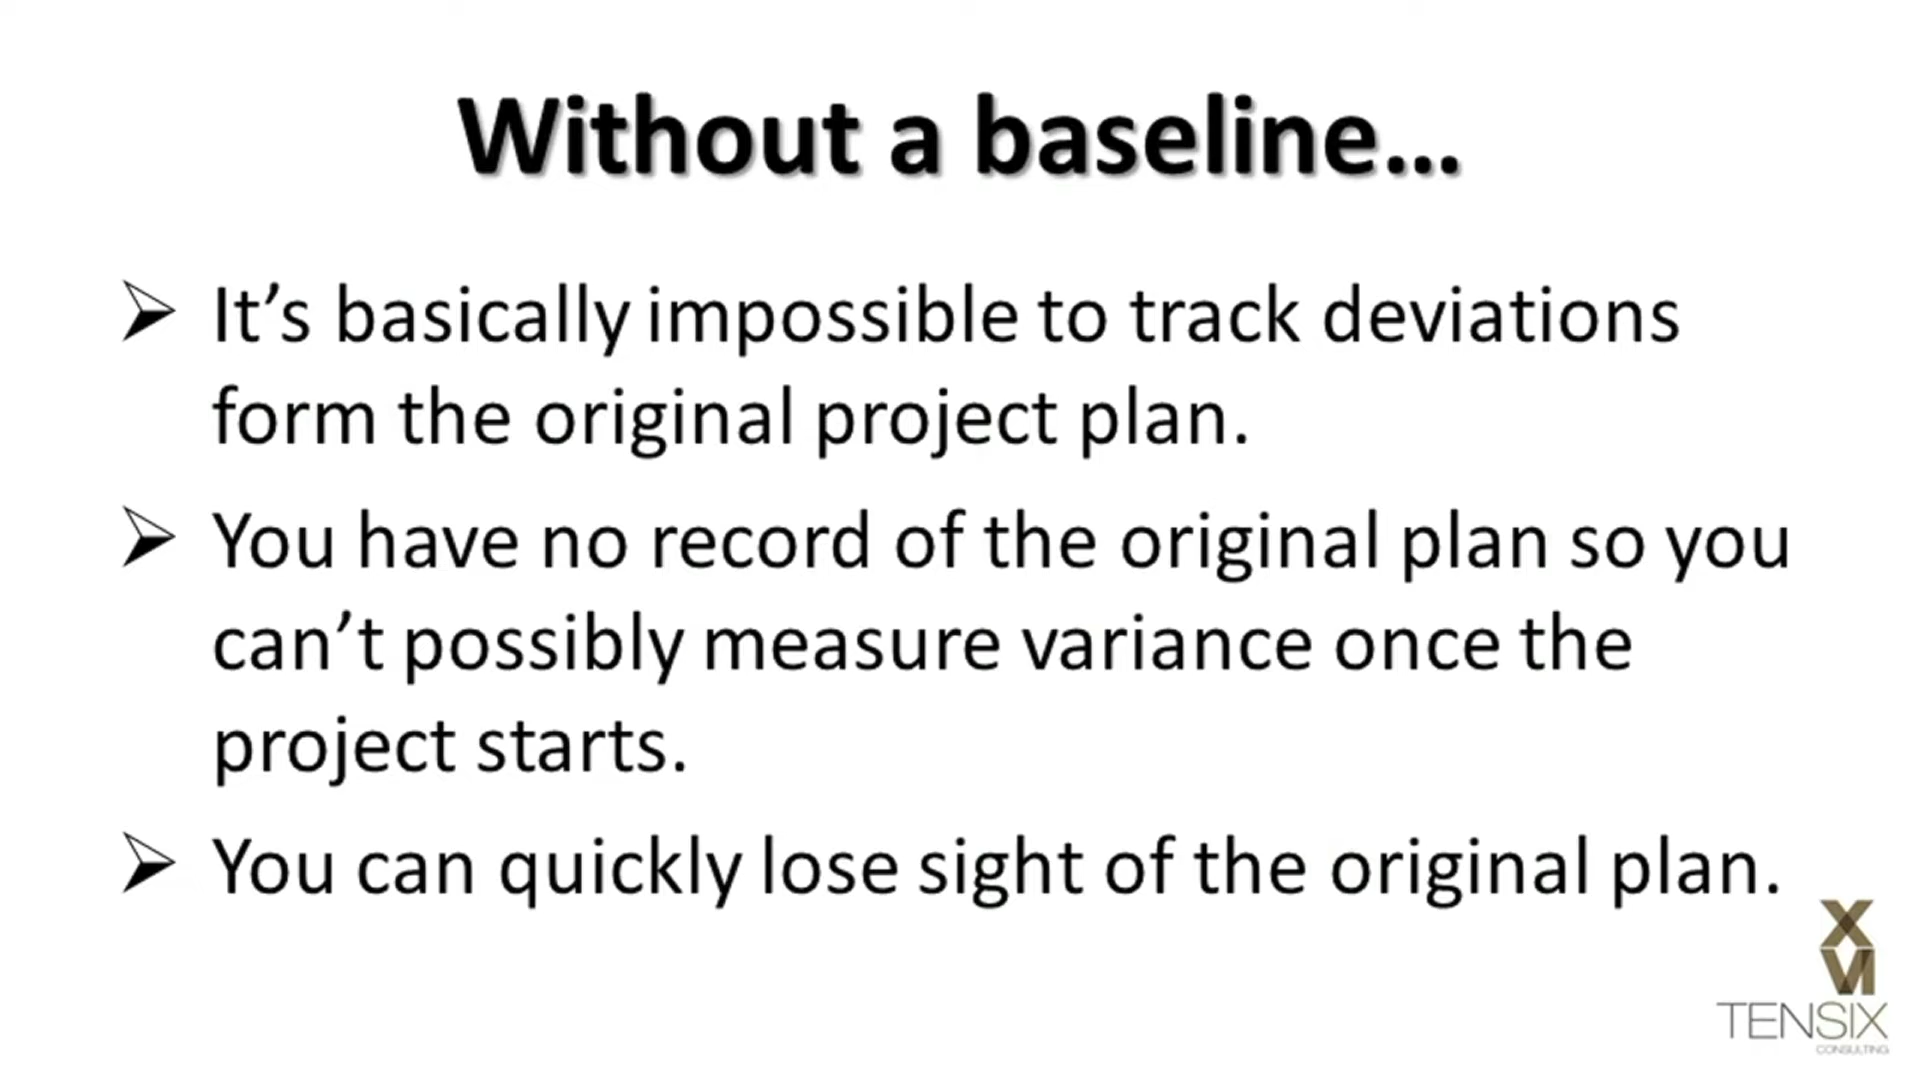 Without a baseline...
➢ It’s basically impossible to track deviations
form the original project plan.
➢ You have no record of the original plan so you
can’t possibly measure variance once the
project starts.
➢ You can quickly lose sight of the original plan.
XVI
TENSIX
CONSULTING